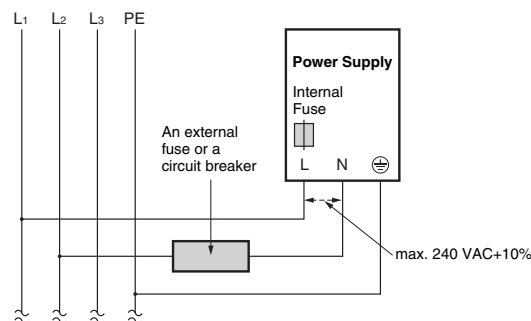 L1 L2 L3 PE
Power Supply
Internal
Fuse
An external
fuse or a
circuit breaker
L N
max. 240 VAC+10%